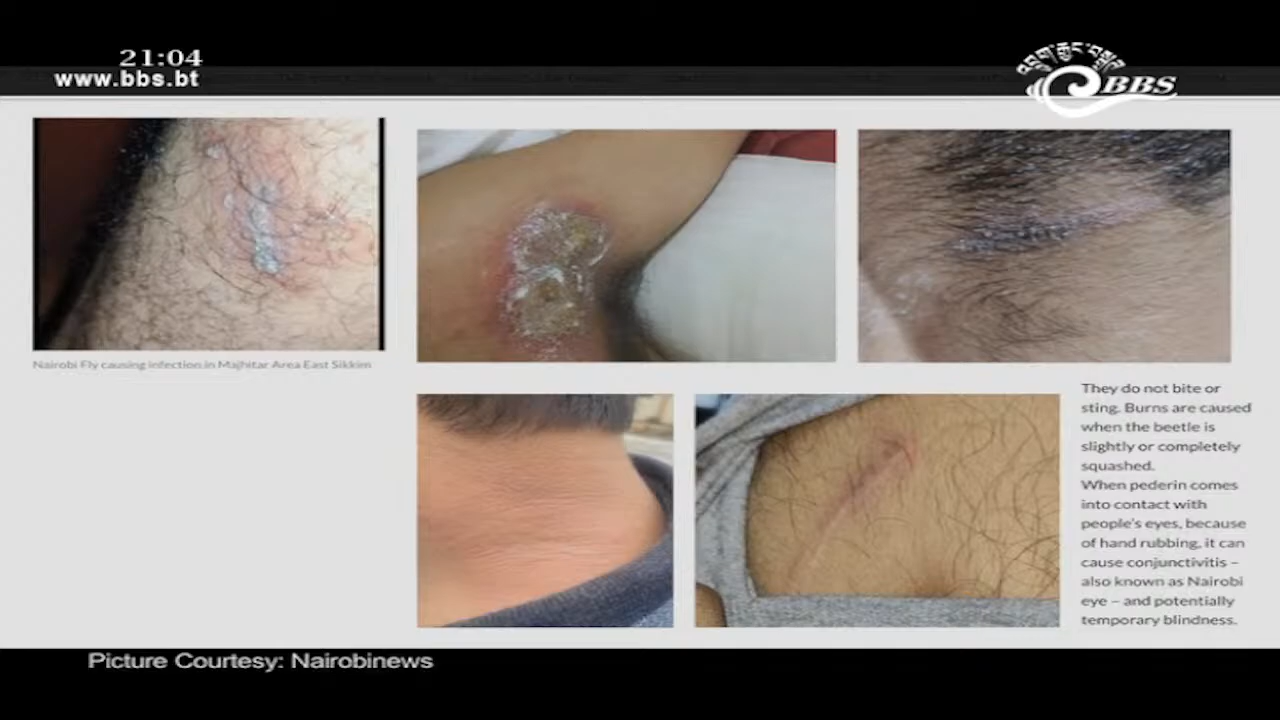 21:04
www.bbs.bt
འབྲུག་རྒྱང་བསྒྲགས
BBS
Nairobi Fly causing infection in Majhitar Area East Sikkim
They do not bite or
sting. Burns are caused
when the beetle is
slightly or completely
squashed.
When pederin comes
into contact with
people's eyes, because
of hand rubbing, it can
cause conjunctivitis –
also known as Nairobi
eye – and potentially
temporary blindness.
Picture Courtesy: Nairobinews